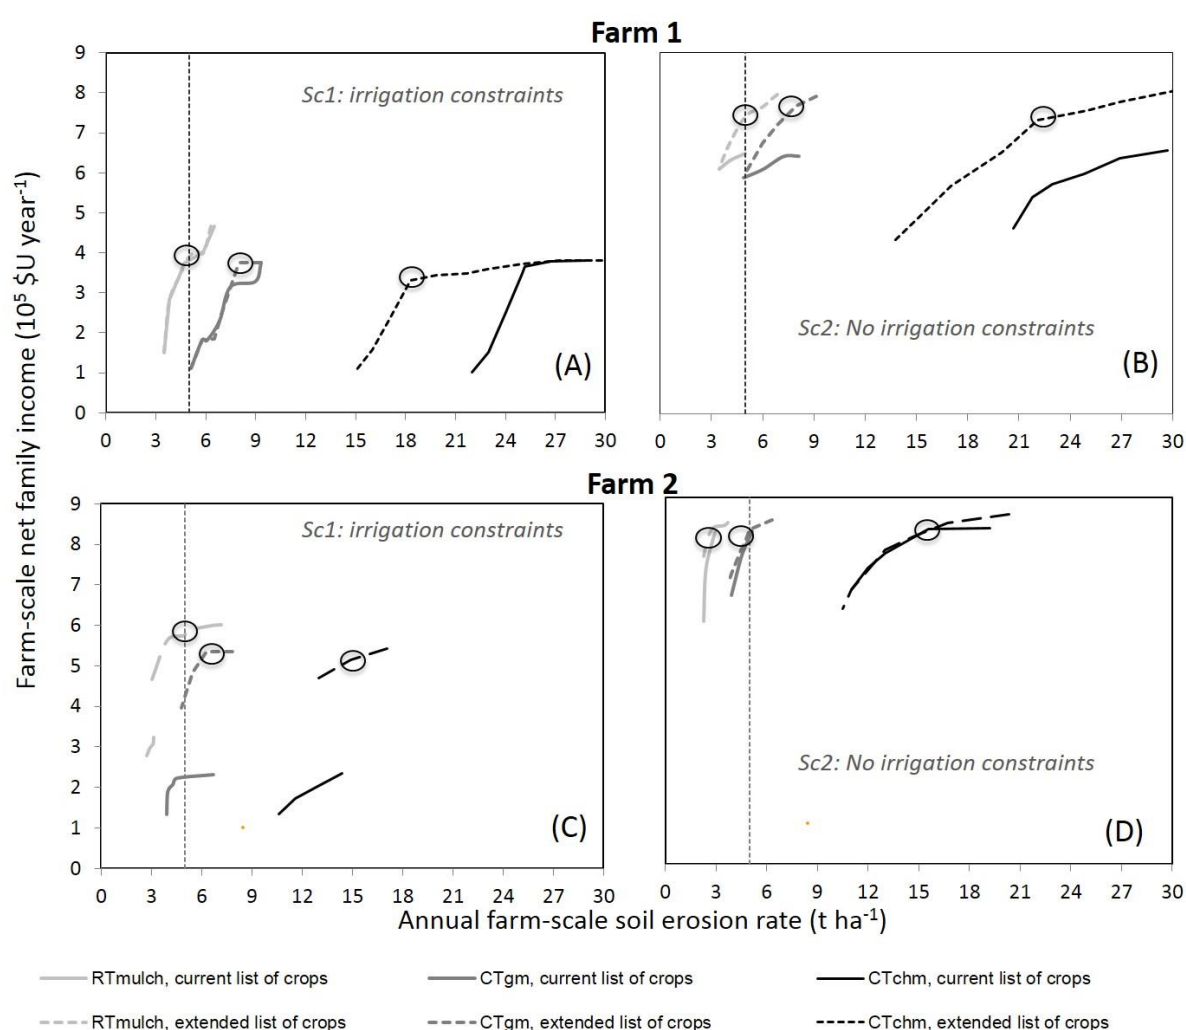 Farm 1
9
8
7
6
5
4
3
2
1
0
Sc1: irrigation constraints
(A)
0 3 6 9 12 15 18 21 24 27 30
Sc2: No irrigation constraints
(B)
0 3 6 9 12 15 18 21 24 27 30
Farm-scale net family income (10⁵ $U year⁻¹)
Farm 2
9
8
7
6
5
4
3
2
1
0
Sc1: irrigation constraints
(C)
0 3 6 9 12 15 18 21 24 27 30
Sc2: No irrigation constraints
(D)
0 3 6 9 12 15 18 21 24 27 30
Annual farm-scale soil erosion rate (t ha⁻¹)
RTmulch, current list of crops CTgm, current list of crops CTchm, current list of crops
RTmulch, extended list of crops CTgm, extended list of crops CTchm, extended list of crops